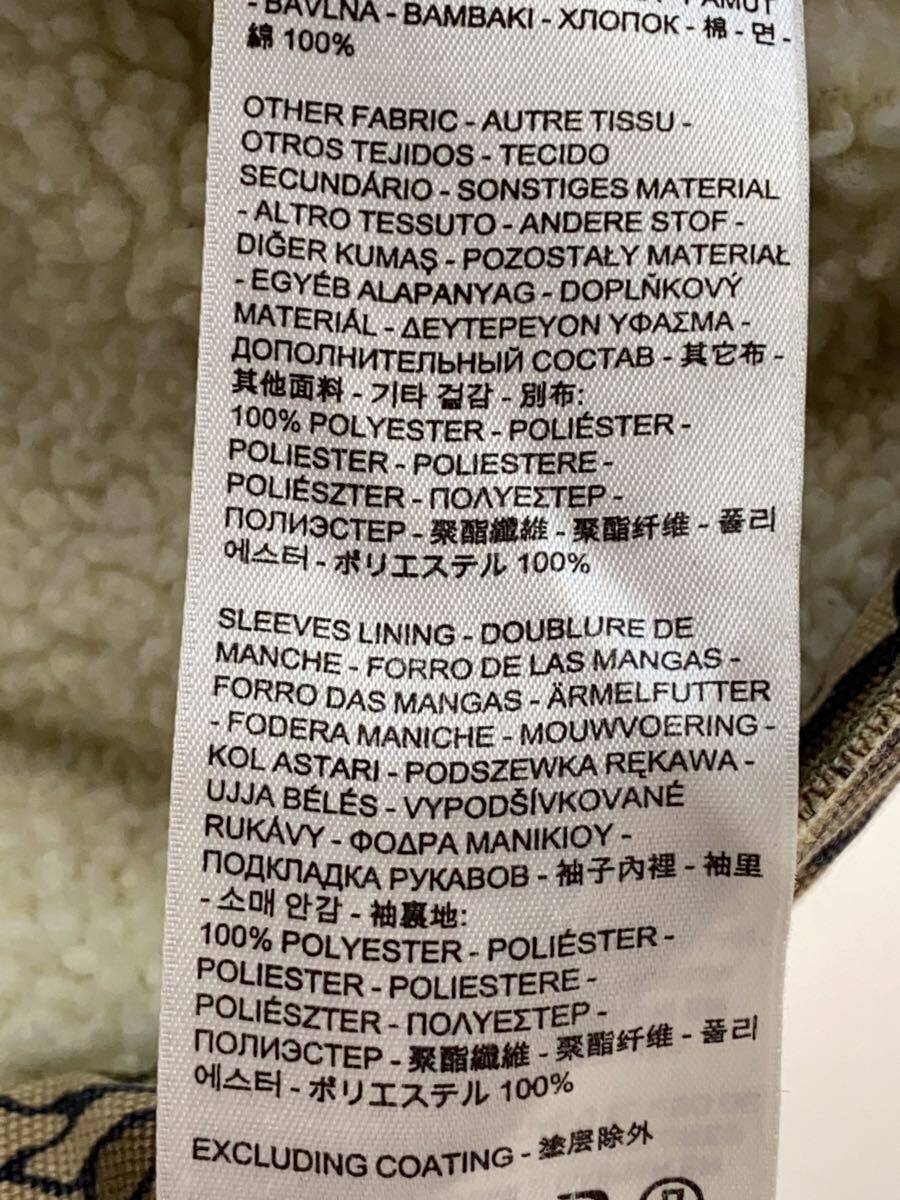 - BAVLNA - BAMBAKI - ХЛОПОК - 棉 - 면 -
綿 100%
OTHER FABRIC - AUTRE TISSU -
OTROS TEJIDOS - TECIDO
SECUNDÁRIO - SONSTIGES MATERIAL
- ALTRO TESSUTO - ANDERE STOF -
DIĞER KUMAŞ - POZOSTAŁY MATERIAŁ
- EGYÉB ALAPANYAG - DOPLŇKOVÝ
MATERIÁL - ΔΕΥΤΕΡΕΥΟΝ ΥΦΑΣΜΑ -
ДОПОЛНИТЕЛЬНЫЙ СОСТАВ - 其它布 -
其他面料 - 기타 겉감 - 別布:
100% POLYESTER - POLIÉSTER -
POLIESTER - POLIESTERE -
POLIÉSZTER - ΠΟΛΥΕΣΤΕΡ -
ПОЛИЭСТЕР - 聚酯纖維 - 聚酯纤维 - 폴리
에스터 - ポリエステル 100%
SLEEVES LINING - DOUBLURE DE
MANCHE - FORRO DE LAS MANGAS -
FORRO DAS MANGAS - ÄRMELFUTTER
- FODERA MANICHE - MOUWVOERING -
KOL ASTARI - PODSZEWKA RĘKAWA -
UJJA BÉLÉS - VYPODŠÍVKOVANÉ
RUKÁVY - ΦΟΔΡΑ ΜΑΝΙΚΙΟΥ -
ПОДКЛАДКА РУКАВОВ - 袖子內裡 - 袖里
- 소매 안감 - 袖裏地:
100% POLYESTER - POLIÉSTER -
POLIESTER - POLIESTERE -
POLIÉSZTER - ΠΟΛΥΕΣΤΕΡ -
ПОЛИЭСТЕР - 聚酯纖維 - 聚酯纤维 - 폴리
에스터 - ポリエステル 100%
EXCLUDING COATING - 塗层除外